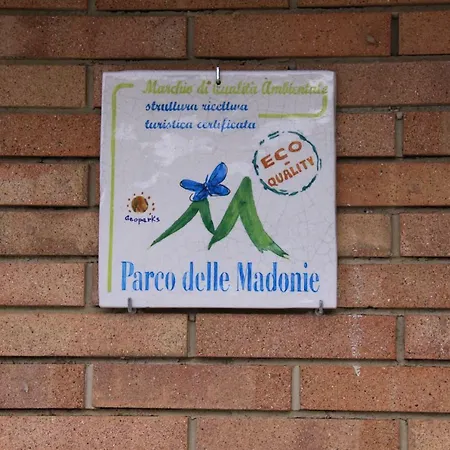 Marchio di Qualità Ambientale
struttura ricettiva
turistica certificata
ECO -
QUALITY
Geoparks
Parco delle Madonie